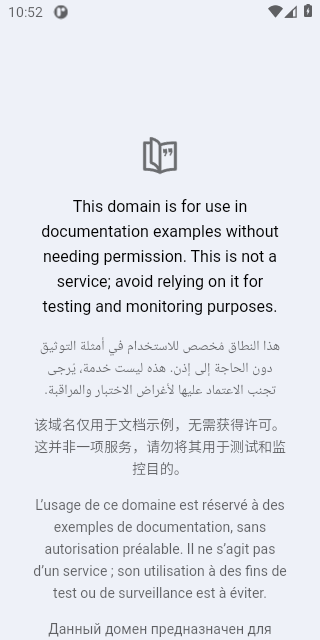 10:52
This domain is for use in
documentation examples without
needing permission. This is not a
service; avoid relying on it for
testing and monitoring purposes.
هذا النطاق مُخصص للاستخدام في أمثلة التوثيق
دون الحاجة إلى إذن. هذه ليست خدمة، يَرجى
تجنب الاعتماد عليها لأغراض الاختبار والمراقبة.
该域名仅用于文档示例，无需获得许可。
这并非一项服务，请勿将其用于测试和监
控目的。
L’usage de ce domaine est réservé à des
exemples de documentation, sans
autorisation préalable. Il ne s’agit pas
d’un service ; son utilisation à des fins de
test ou de surveillance est à éviter.
Данный домен предназначен для